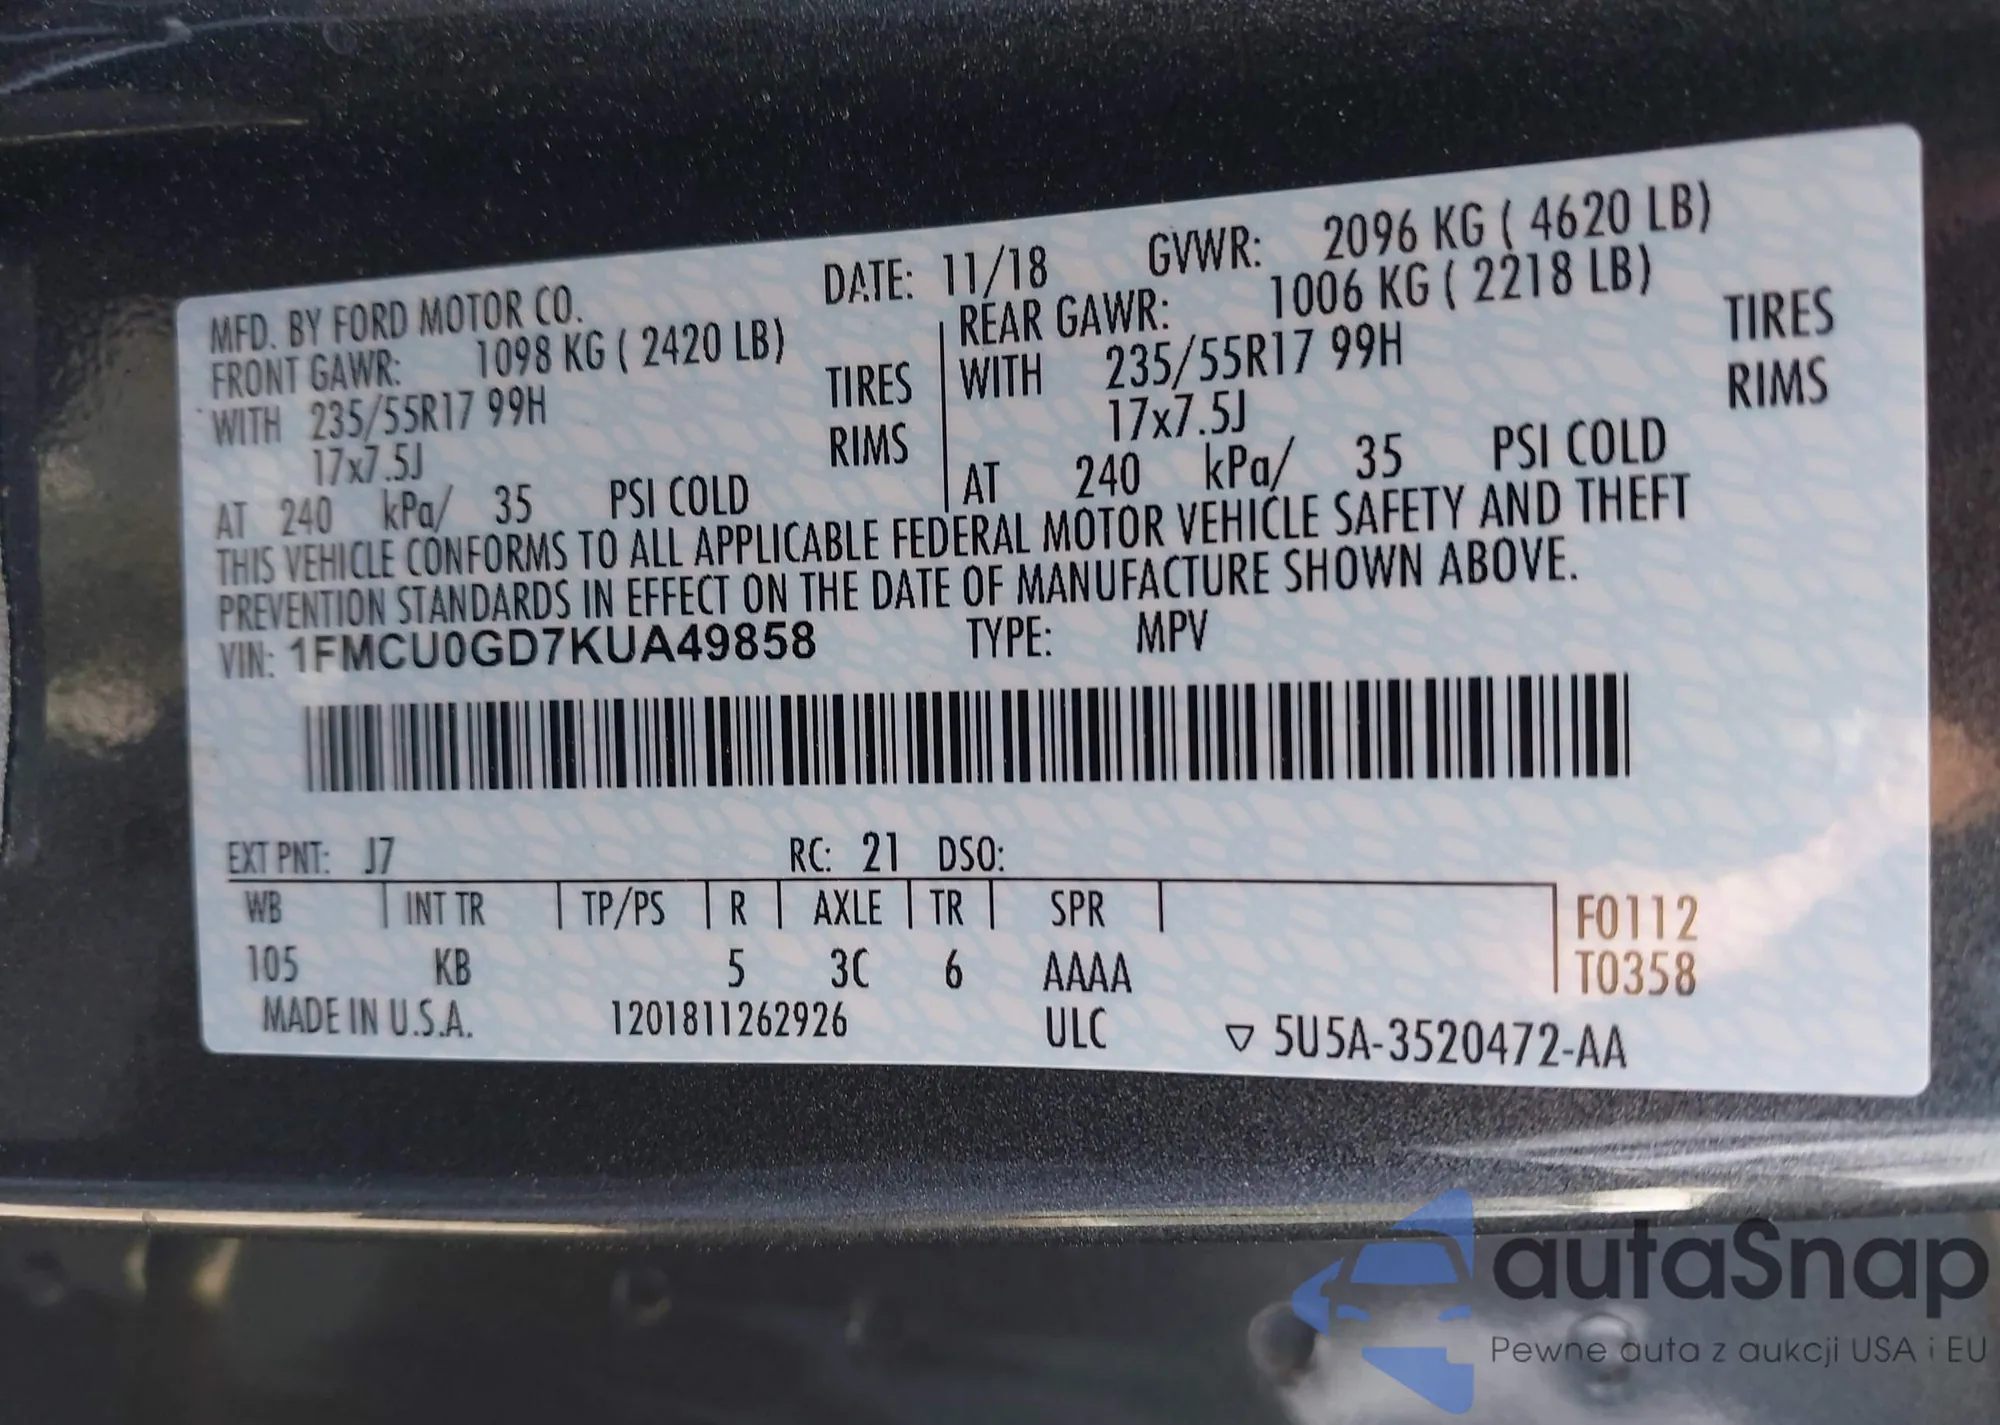 MFD. BY FORD MOTOR CO. DATE: 11/18 GVWR: 2096 KG ( 4620 LB)
FRONT GAWR: 1098 KG ( 2420 LB) REAR GAWR: 1006 KG ( 2218 LB)
WITH 235/55R17 99H TIRES WITH 235/55R17 99H TIRES
17x7.5J RIMS 17x7.5J RIMS
AT 240 kPa/ 35 PSI COLD AT 240 kPa/ 35 PSI COLD
THIS VEHICLE CONFORMS TO ALL APPLICABLE FEDERAL MOTOR VEHICLE SAFETY AND THEFT
PREVENTION STANDARDS IN EFFECT ON THE DATE OF MANUFACTURE SHOWN ABOVE.
VIN: 1FMCU0GD7KUA49858 TYPE: MPV
EXT PNT: J7 RC: 21 DSO:
WB INT TR TP/PS R AXLE TR SPR F0112
105 KB 5 3C 6 AAAA T0358
MADE IN U.S.A. 1201811262926 ULC ▽ 5U5A-3520472-AA
autaSnap
Pewne auta z aukcji USA i EU